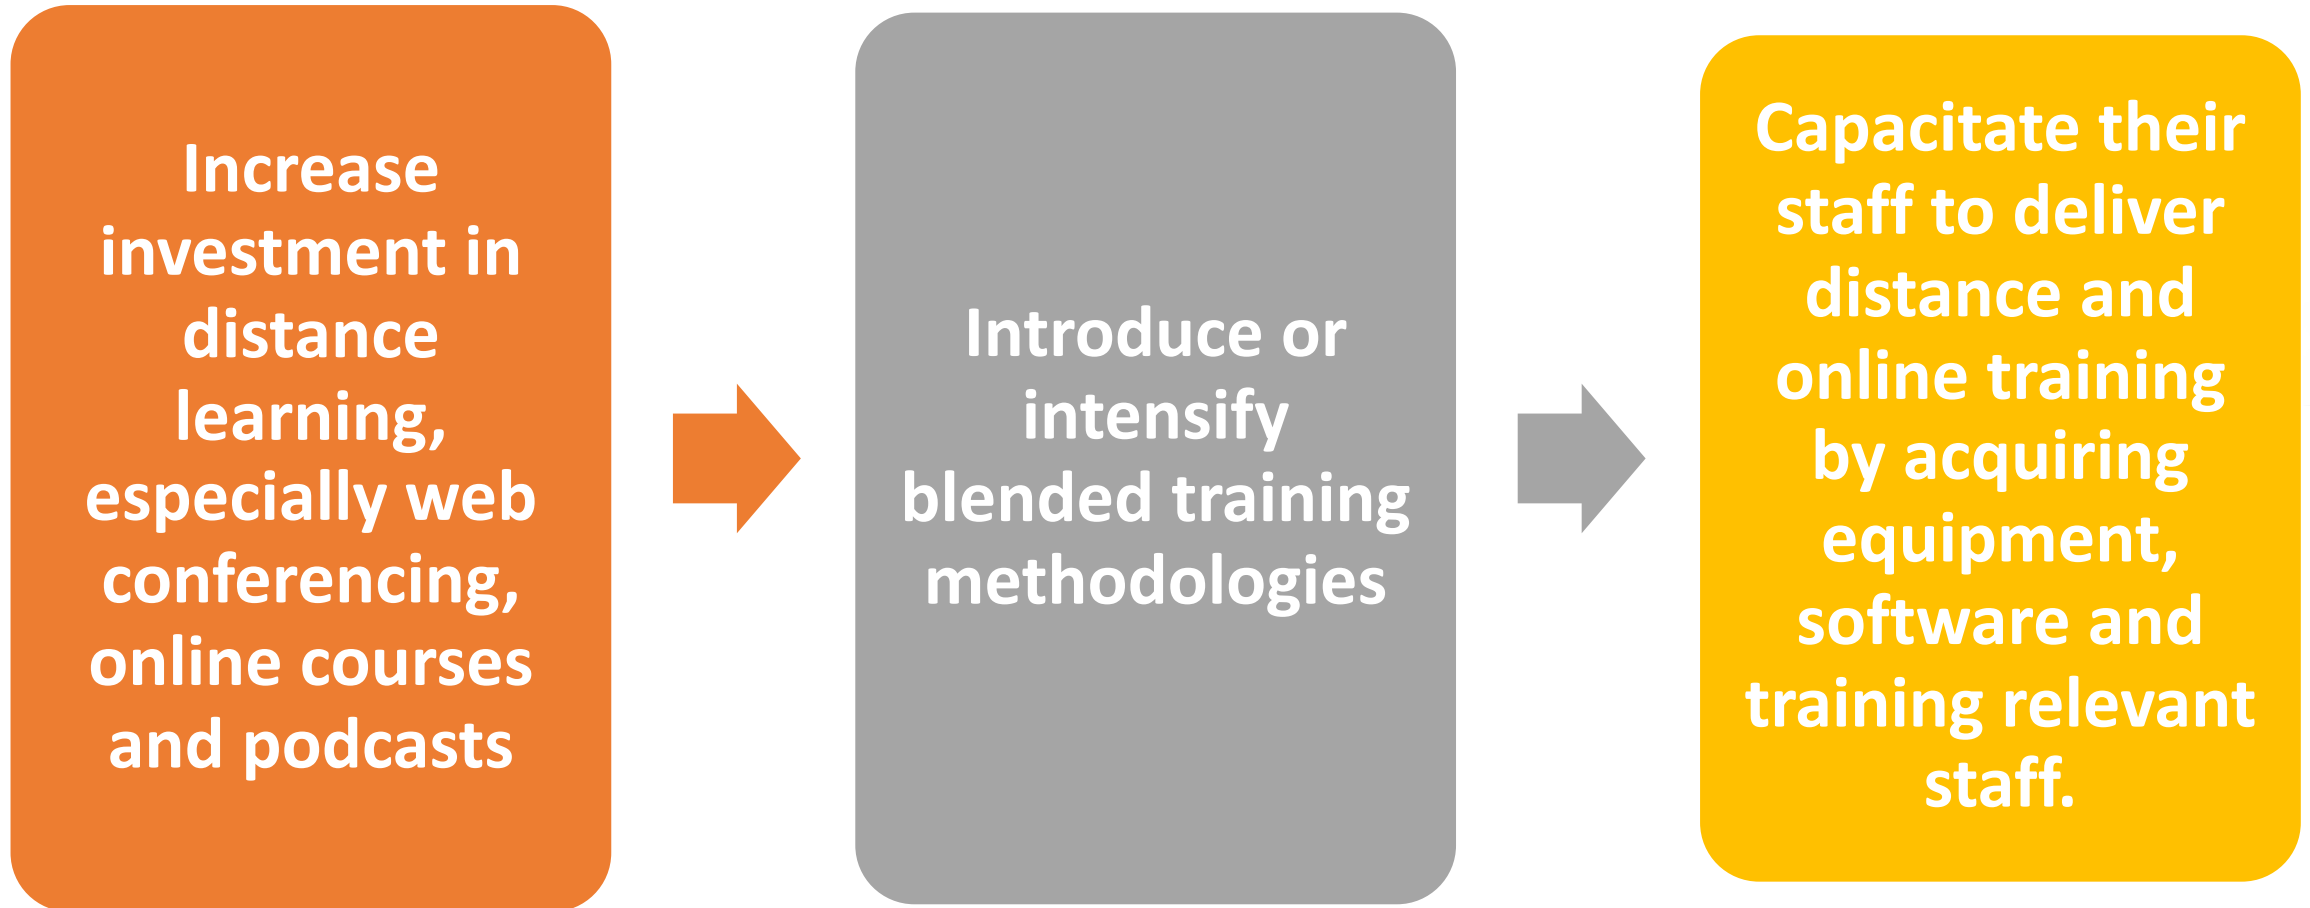 Increase
investment in
distance
learning,
especially web
conferencing,
online courses
and podcasts
Introduce or
intensify
blended training
methodologies
Capacitate their
staff to deliver
distance and
online training
by acquiring
equipment,
software and
training relevant
staff.